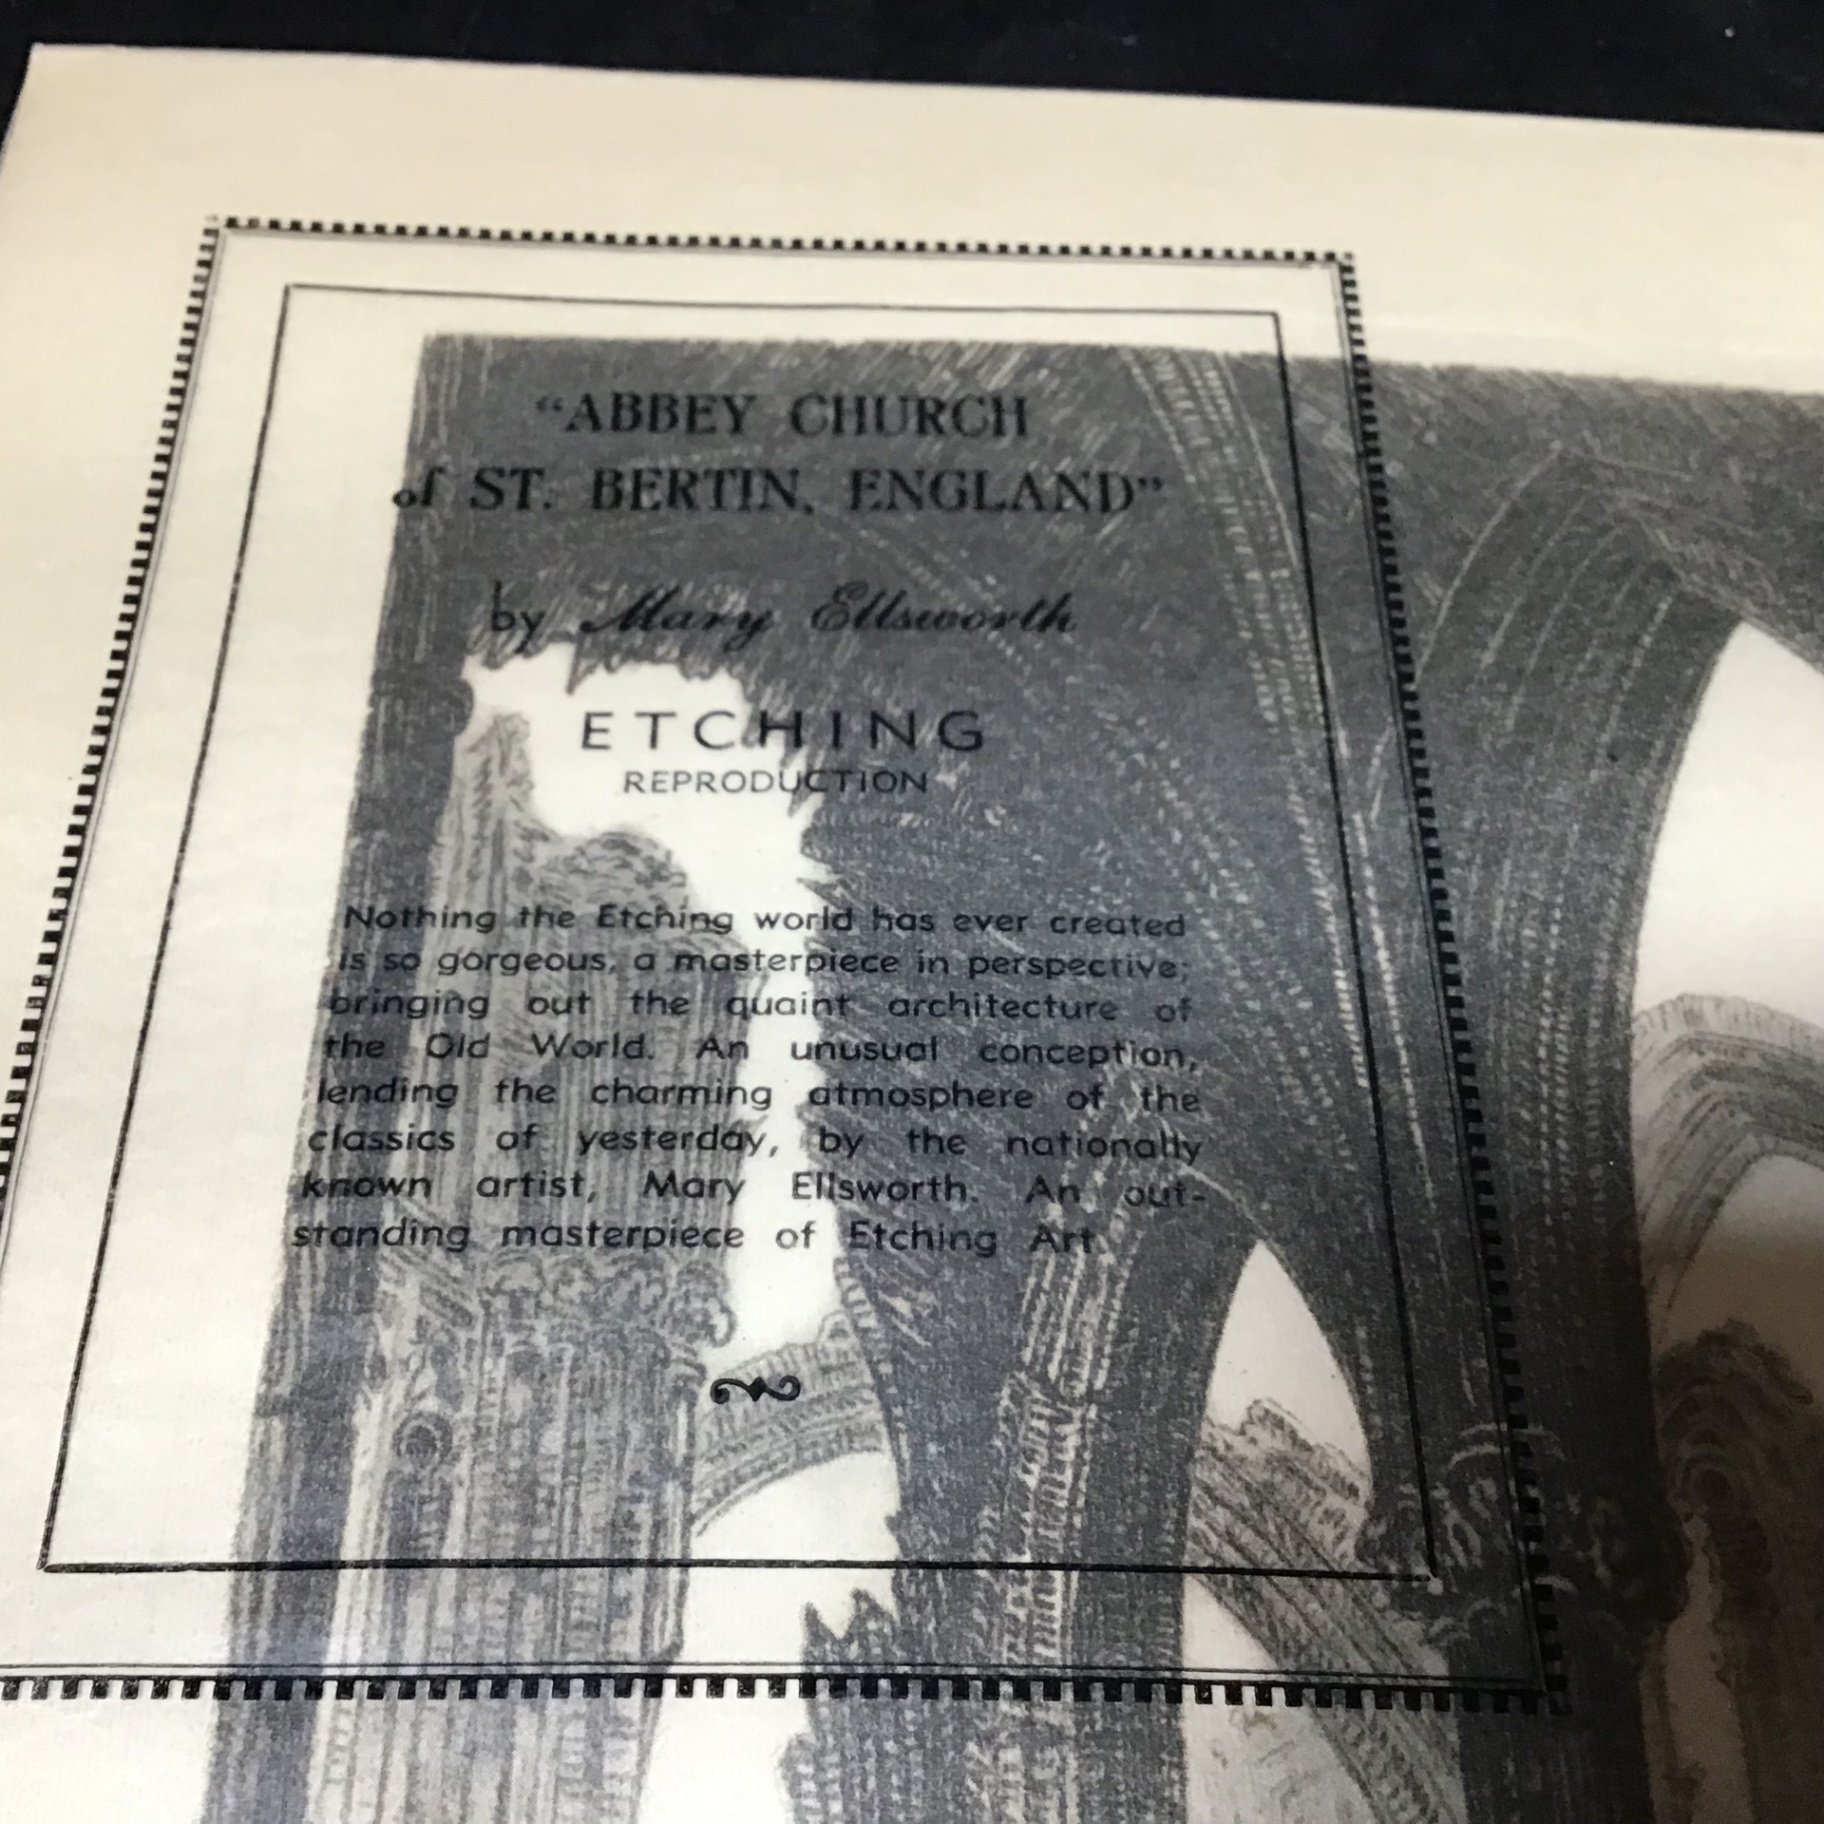 “ABBEY CHURCH
of ST. BERTIN, ENGLAND”
by Mary Ellsworth
ETCHING
REPRODUCTION
Nothing the Etching world has ever created
is so gorgeous, a masterpiece in perspective;
bringing out the quaint architecture of
the Old World. An unusual conception,
lending the charming atmosphere of the
classics of yesterday, by the nationally
known artist, Mary Ellsworth. An out-
standing masterpiece of Etching Art.